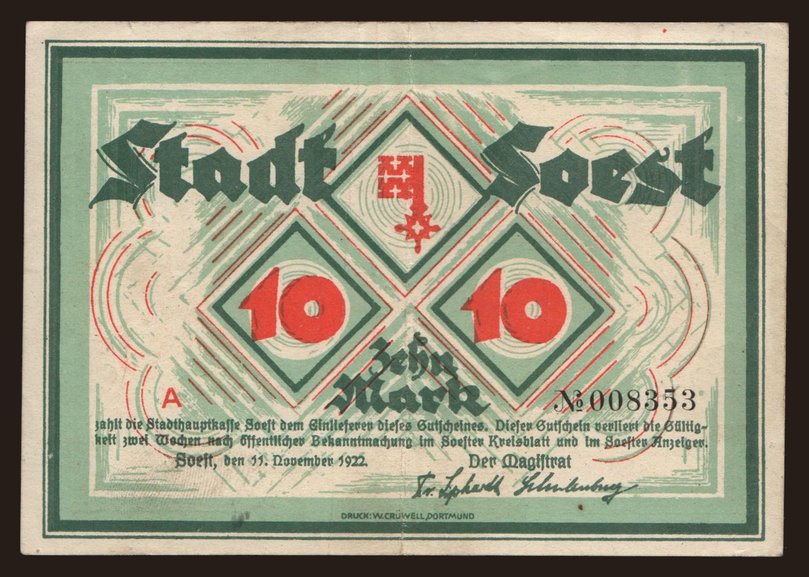 Stadt Soest
10 10
Zehn
Mark
A № 008353
zahlt die Stadthauptkasse Soest dem Einlieferer dieses Gutscheines. Dieser Gutschein verliert die Gültig-
keit zwei Wochen nach öffentlicher Bekanntmachung im Soester Kreisblatt und im Soester Anzeiger.
Soest, den 11. November 1922. Der Magistrat
DRUCK: W. CRÜWELL, DORTMUND